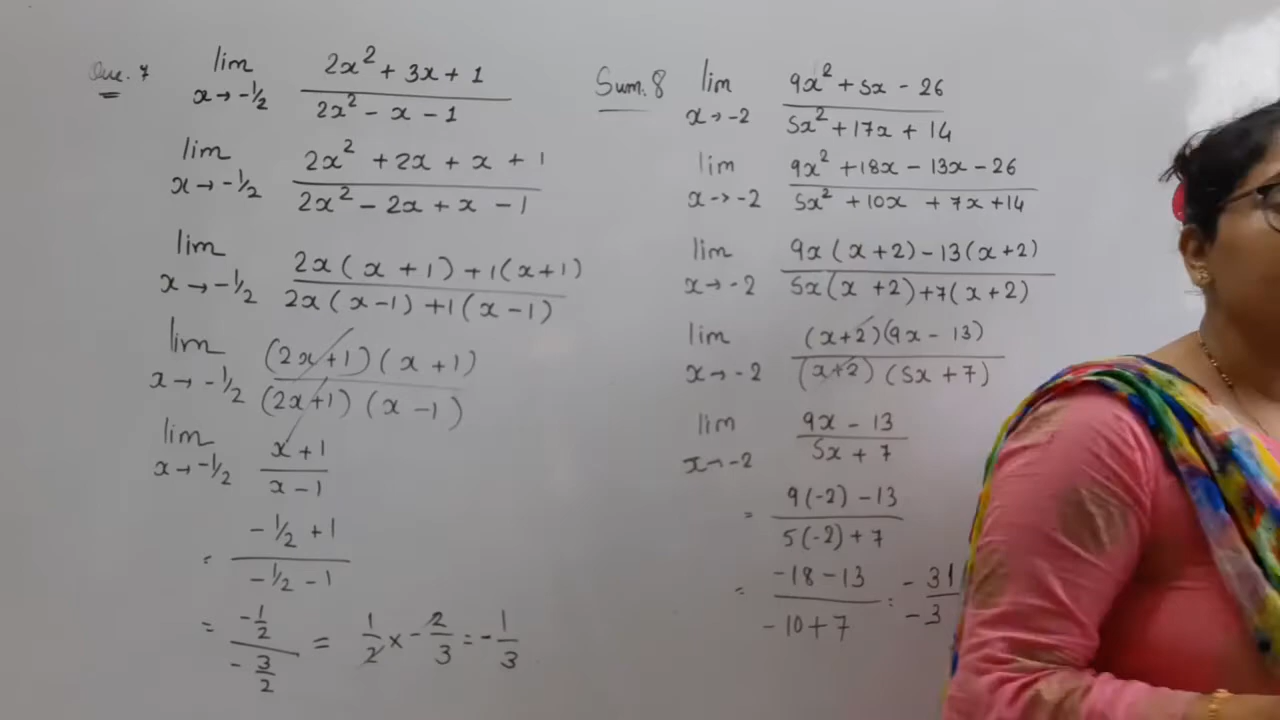 Que. 7 lim x→-1/2 (2x² + 3x + 1)/(2x² - x - 1)
lim x→-1/2 (2x² + 2x + x + 1)/(2x² - 2x + x - 1)
lim x→-1/2 (2x(x + 1) + 1(x+1))/(2x(x-1) + 1(x-1))
lim x→-1/2 ((2x+1)(x+1))/((2x+1)(x-1))
lim x→-1/2 (x+1)/(x-1)
= (-1/2 + 1)/(-1/2 - 1)
= (-1/2)/(-3/2) = 1/2 × -2/3 = -1/3
Sum. 8 lim x→-2 (9x² + 5x - 26)/(5x² + 17x + 14)
lim x→-2 (9x² + 18x - 13x - 26)/(5x² + 10x + 7x + 14)
lim x→-2 (9x(x+2) - 13(x+2))/(5x(x+2) + 7(x+2))
lim x→-2 ((x+2)(9x - 13))/((x+2)(5x + 7))
lim x→-2 (9x - 13)/(5x + 7)
= (9(-2) - 13)/(5(-2) + 7)
= (-18 - 13)/(-10 + 7) = -31/-3